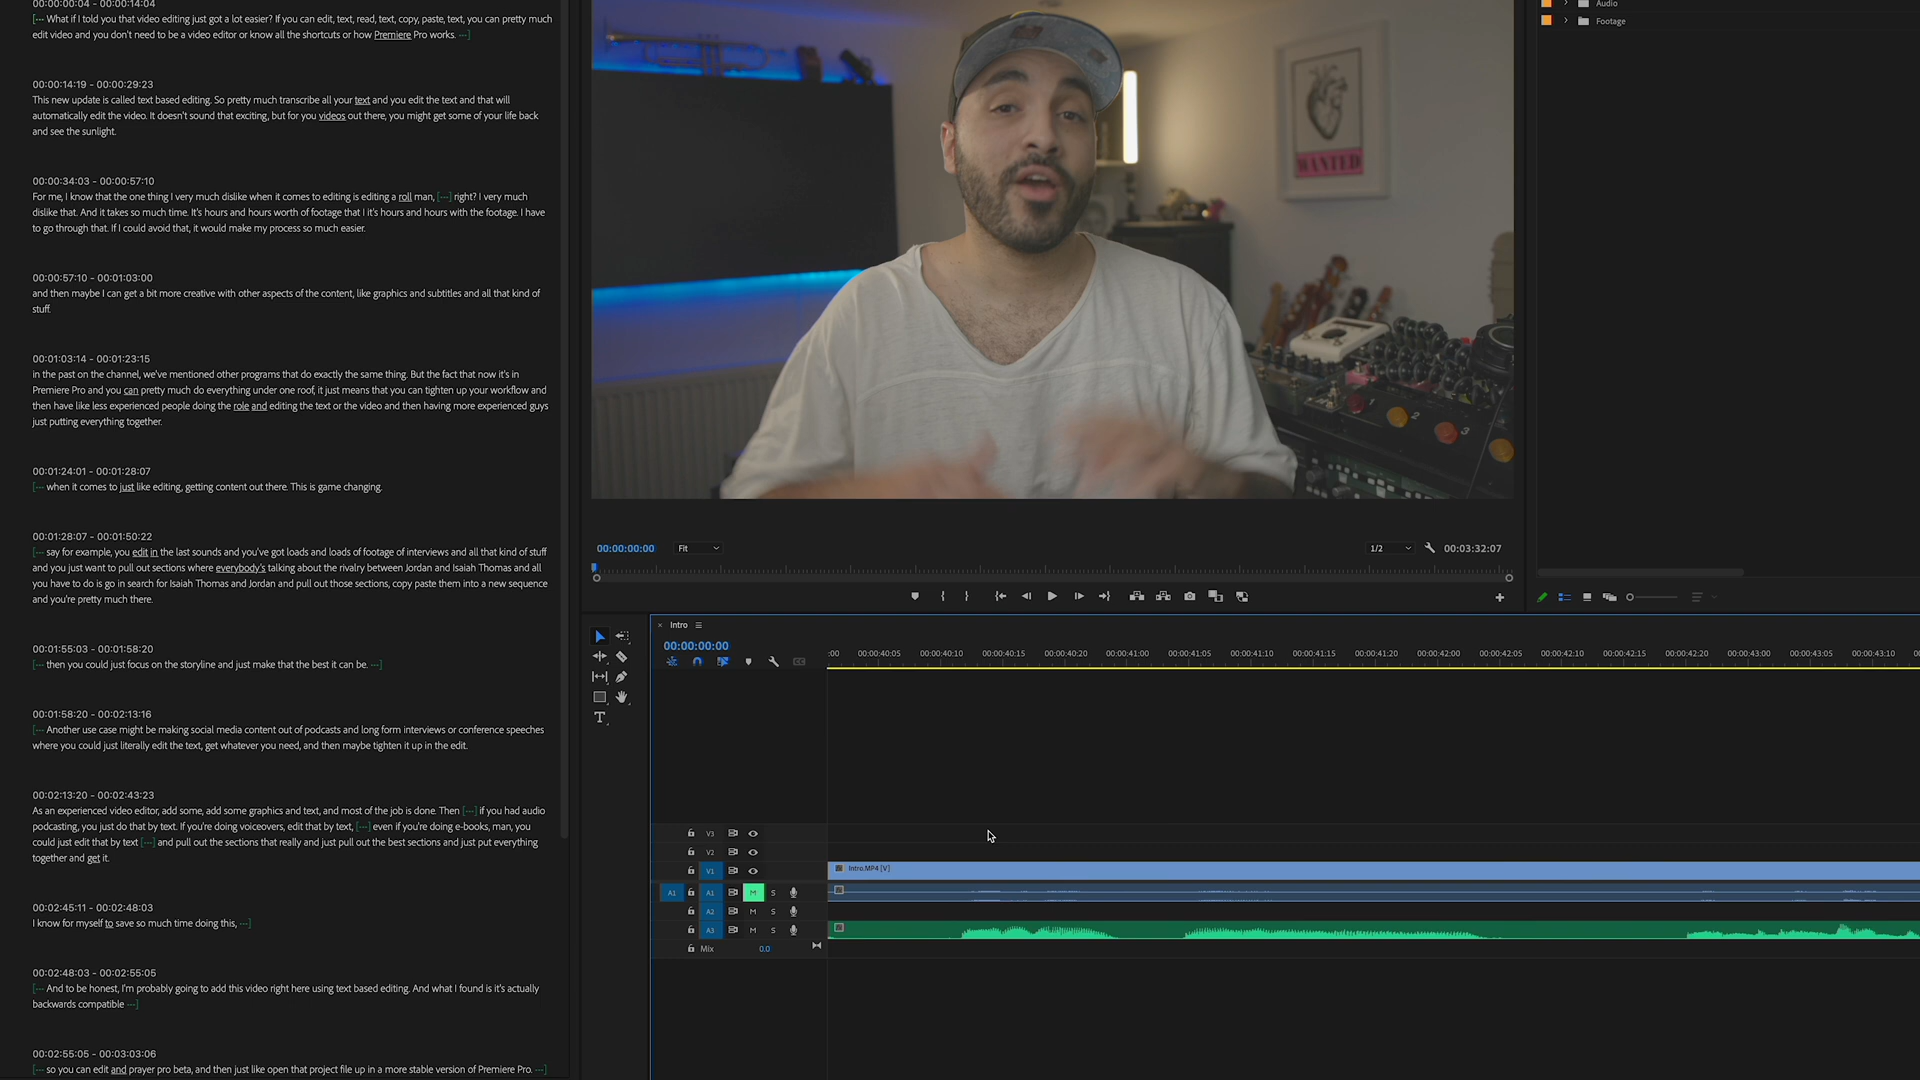 00:00:00:04 - 00:00:14:04
[--- What if I told you that video editing just got a lot easier? If you can edit, text, read, text, copy, paste, text, you can pretty much
edit video and you don't need to be a video editor or know all the shortcuts or how Premiere Pro works. ---]
00:00:14:19 - 00:00:29:23
This new update is called text based editing. So pretty much transcribe all your text and you edit the text and that will
automatically edit the video. It doesn't sound that exciting, but for you videos out there, you might get some of your life back
and see the sunlight.
00:00:34:03 - 00:00:57:10
For me, I know that the one thing I very much dislike when it comes to editing is editing a roll man, [---] right? I very much
dislike that. And it takes so much time. It's hours and hours worth of footage that I it's hours and hours with the footage. I have
to go through that. If I could avoid that, it would make my process so much easier.
00:00:57:10 - 00:01:03:00
and then maybe I can get a bit more creative with other aspects of the content, like graphics and subtitles and all that kind of
stuff.
00:01:03:14 - 00:01:23:15
in the past on the channel, we've mentioned other programs that do exactly the same thing. But the fact that now it's in
Premiere Pro and you can pretty much do everything under one roof, it just means that you can tighten up your workflow and
then have like less experienced people doing the role and editing the text or the video and then having more experienced guys
just putting everything together.
00:01:24:01 - 00:01:28:07
[--- when it comes to just like editing, getting content out there. This is game changing.
00:01:28:07 - 00:01:50:22
[--- say for example, you edit in the last sounds and you've got loads and loads of footage of interviews and all that kind of stuff
and you just want to pull out sections where everybody's talking about the rivalry between Jordan and Isaiah Thomas and all
you have to do is go in search for Isaiah Thomas and Jordan and pull out those sections, copy paste them into a new sequence
and you're pretty much there.
00:01:55:03 - 00:01:58:20
[--- then you could just focus on the storyline and just make that the best it can be. ---]
00:01:58:20 - 00:02:13:16
[--- Another use case might be making social media content out of podcasts and long form interviews or conference speeches
where you could just literally edit the text, get whatever you need, and then maybe tighten it up in the edit.
00:02:13:20 - 00:02:43:23
As an experienced video editor, add some, add some graphics and text, and most of the job is done. Then [---] if you had audio
podcasting, you just do that by text. If you're doing voiceovers, edit that by text, [---] even if you're doing e-books, man, you
could just edit that by text [---] and pull out the sections that really and just pull out the best sections and just put everything
together and get it.
00:02:45:11 - 00:02:48:03
I know for myself to save so much time doing this, ---]
00:02:48:03 - 00:02:55:05
[--- And to be honest, I'm probably going to add this video right here using text based editing. And what I found is it's actually
backwards compatible ---]
00:02:55:05 - 00:03:03:06
[--- so you can edit and prayer pro beta, and then just like open that project file up in a more stable version of Premiere Pro. ---]
WANTED
1 2
3
00:00:00:00 Fit 1/2 00:03:32:07
Audio
Footage
× Intro
00:00:00:00
:00 00:00:40:05 00:00:40:10 00:00:40:15 00:00:40:20 00:00:41:00 00:00:41:05 00:00:41:10 00:00:41:15 00:00:41:20 00:00:42:00 00:00:42:05 00:00:42:10 00:00:42:15 00:00:42:20 00:00:43:00 00:00:43:05 00:00:43:10
T
V3
V2
V1 Intro.MP4 [V]
A1 A1 M S
A2 M S
A3 M S
Mix 0.0